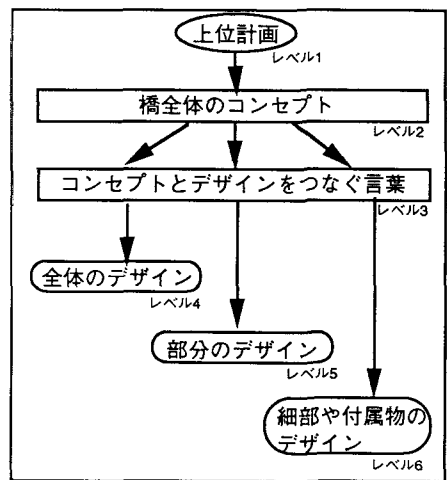 上位計画
レベル1
橋全体のコンセプト
レベル2
コンセプトとデザインをつなぐ言葉
レベル3
全体のデザイン
レベル4
部分のデザイン
レベル5
細部や付属物の
デザイン
レベル6